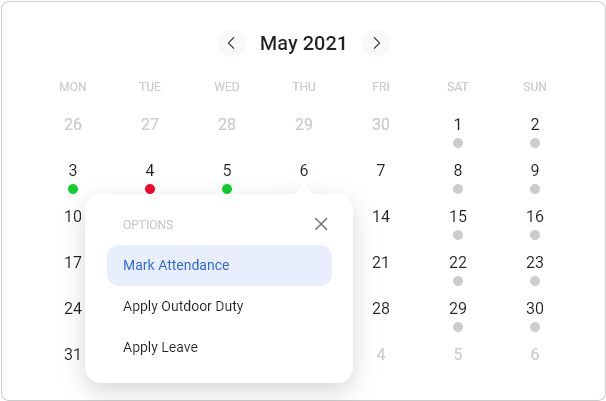 May 2021
MON TUE WED THU FRI SAT SUN
26 27 28 29 30 1 2
3 4 5 6 7 8 9
10 14 15 16
OPTIONS
17 21 22 23
Mark Attendance
24 28 29 30
Apply Outdoor Duty
31 4 5 6
Apply Leave